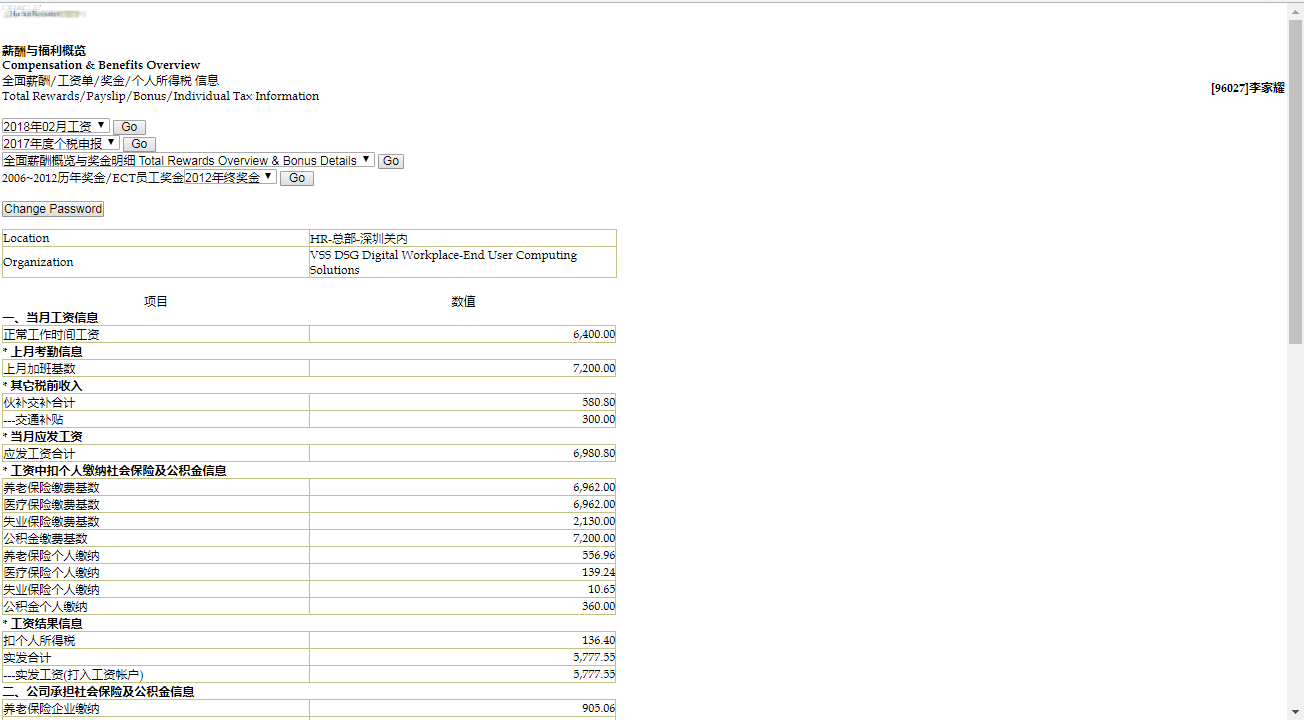 薪酬与福利概览
Compensation & Benefits Overview
全面薪酬/工资单/奖金/个人所得税 信息
Total Rewards/Payslip/Bonus/Individual Tax Information
[96027]李家耀
2018年02月工资 Go
2017年度个税申报 Go
全面薪酬概览与奖金明细 Total Rewards Overview & Bonus Details Go
2006~2012历年奖金/ECT员工奖金 2012年终奖金 Go
Change Password
Location HR-总部-深圳关内
Organization VSS DSG Digital Workplace-End User Computing
Solutions
项目 数值
一、当月工资信息
正常工作时间工资 6,400.00
* 上月考勤信息
上月加班基数 7,200.00
* 其它税前收入
伙补交补合计 580.80
---交通补贴 300.00
* 当月应发工资
应发工资合计 6,980.80
* 工资中扣个人缴纳社会保险及公积金信息
养老保险缴费基数 6,962.00
医疗保险缴费基数 6,962.00
失业保险缴费基数 2,130.00
公积金缴费基数 7,200.00
养老保险个人缴纳 556.96
医疗保险个人缴纳 139.24
失业保险个人缴纳 10.65
公积金个人缴纳 360.00
* 工资结果信息
扣个人所得税 136.40
实发合计 5,777.55
---实发工资(打入工资帐户) 5,777.55
二、公司承担社会保险及公积金信息
养老保险企业缴纳 905.06